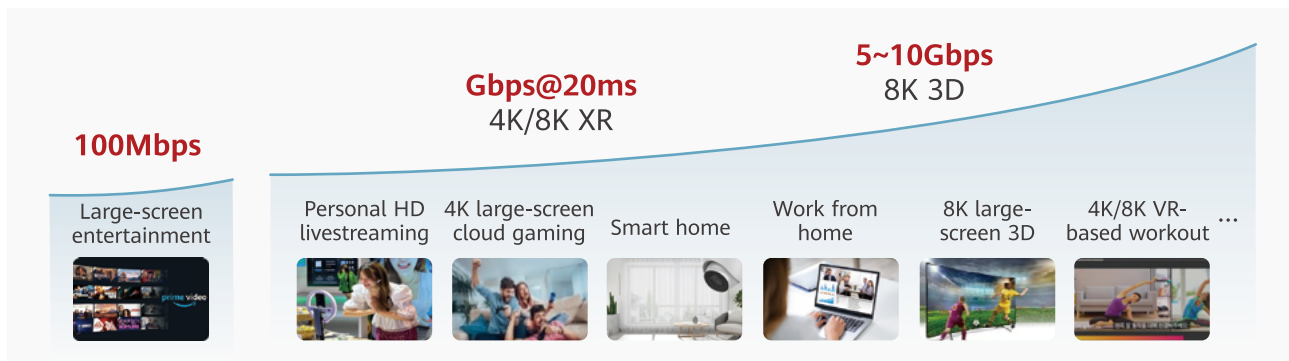 100Mbps
Large-screen
entertainment
prime video
Gbps@20ms
4K/8K XR
5~10Gbps
8K 3D
Personal HD
livestreaming
4K large-screen
cloud gaming
Smart home
Work from
home
8K large-
screen 3D
4K/8K VR-
based workout
...